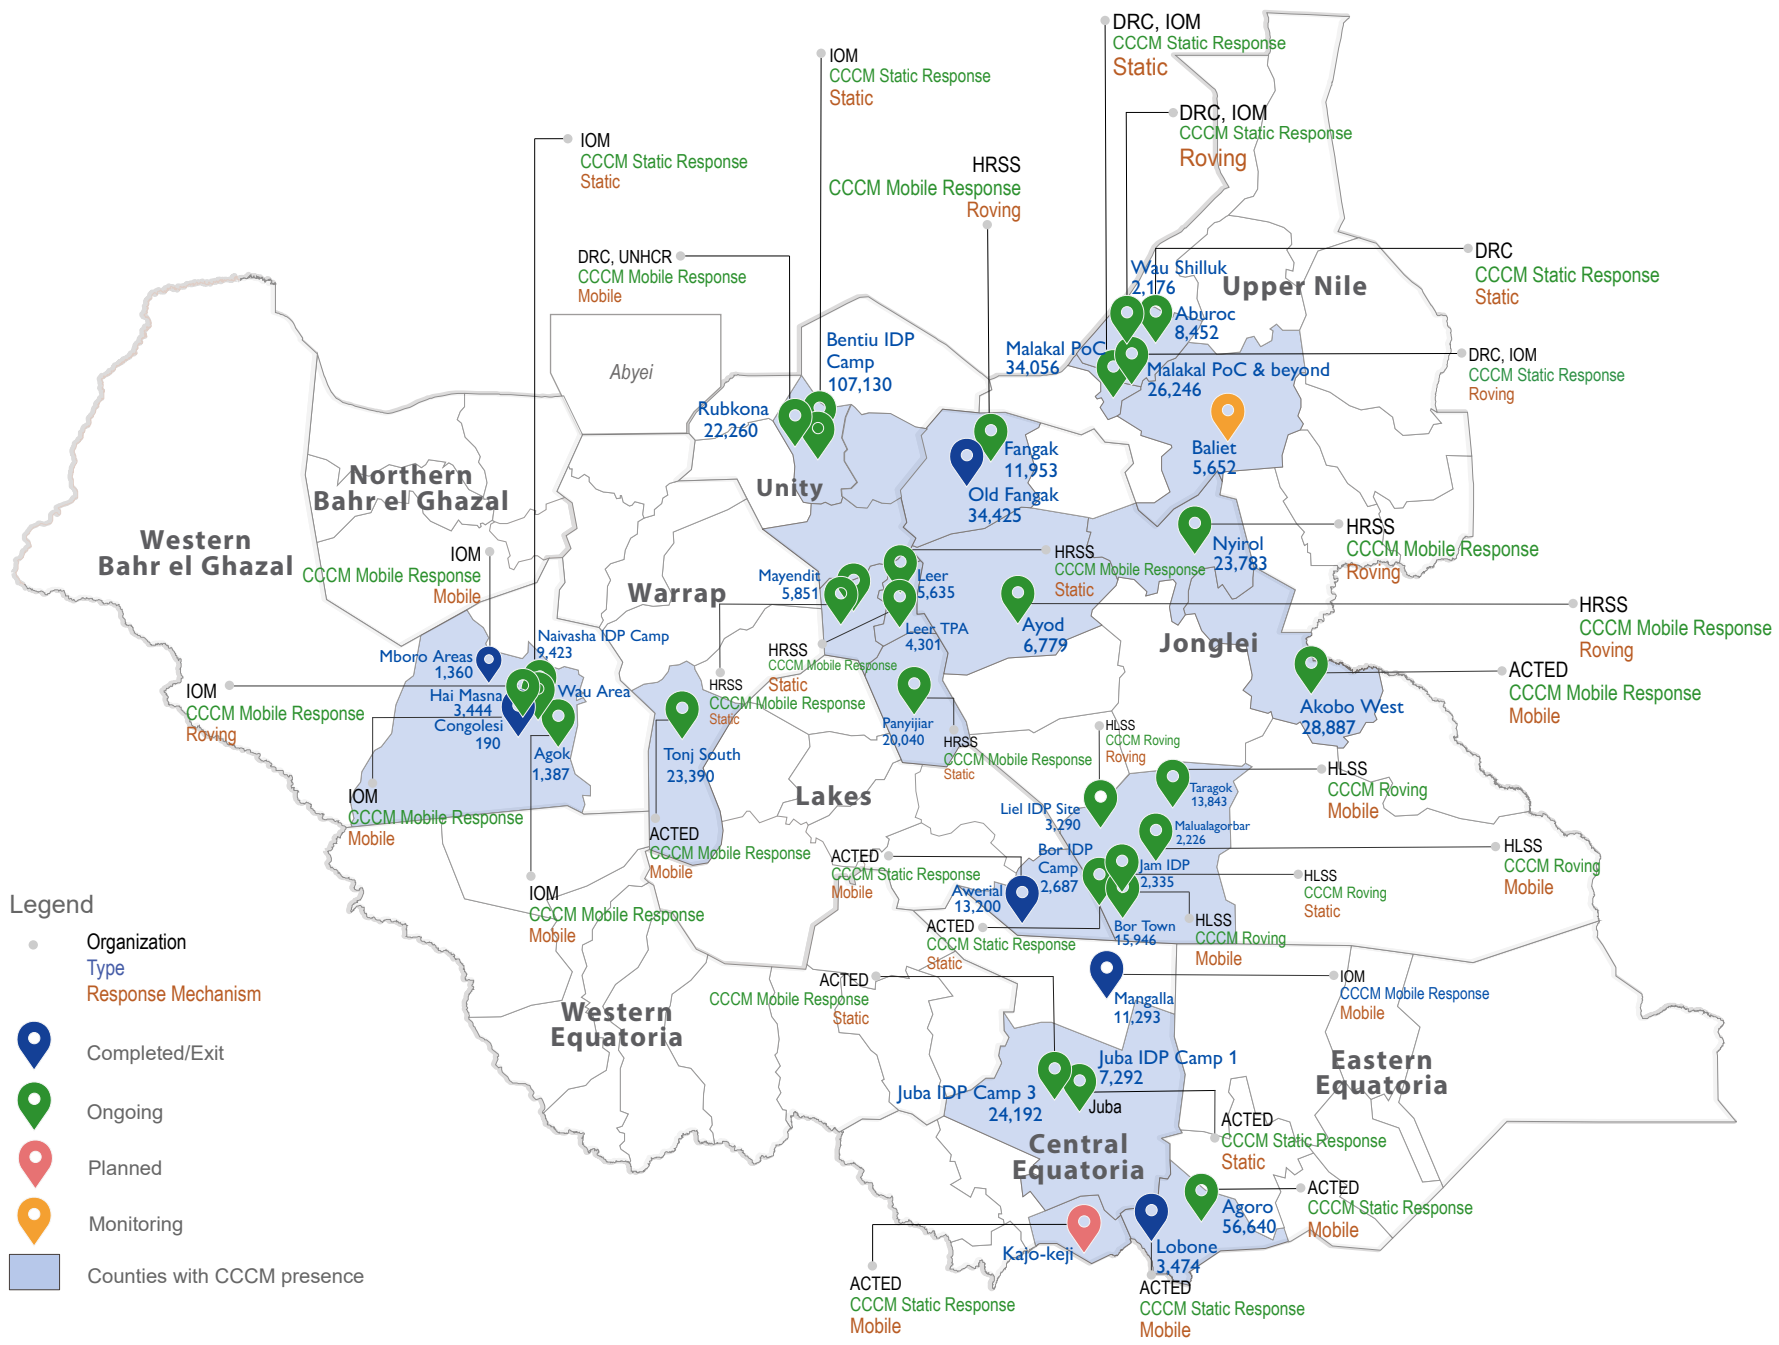 DRC, IOM
CCCM Static Response
Static
IOM
CCCM Static Response
Static
DRC, IOM
CCCM Static Response
Roving
IOM
CCCM Static Response
Static
HRSS
CCCM Mobile Response
Roving
DRC, UNHCR
CCCM Mobile Response
Mobile
DRC
CCCM Static Response
Static
Wau Shilluk
2,176
Upper Nile
Aburoc
8,452
Malakal PoC
34,056
Malakal PoC & beyond
26,246
DRC, IOM
CCCM Static Response
Roving
Abyei
Bentiu IDP
Camp
107,130
Rubkona
22,260
Baliet
5,652
Fangak
11,953
Old Fangak
34,425
Unity
Northern
Bahr el Ghazal
Western
Bahr el Ghazal
IOM
CCCM Mobile Response
Mobile
Warrap
Mayendit
5,851
Leer
5,635
Leer TPA
4,301
HRSS
CCCM Mobile Response
Static
Nyirol
23,783
HRSS
CCCM Mobile Response
Roving
Ayod
6,779
HRSS
CCCM Mobile Response
Roving
Jonglei
Naivasha IDP Camp
9,423
Mboro Areas
1,360
Hai Masna
3,444
Congolesi
190
Wau Area
Agok
1,387
IOM
CCCM Mobile Response
Roving
HRSS
CCCM Mobile Response
Static
HRSS
CCCM Mobile Response
Static
Tonj South
23,390
Panyijiar
20,040
HRSS
CCCM Mobile Response
Static
Akobo West
28,887
ACTED
CCCM Mobile Response
Mobile
HLSS
CCCM Roving
Roving
IOM
CCCM Mobile Response
Mobile
Lakes
Liel IDP Site
3,290
Taragok
13,843
HLSS
CCCM Roving
Mobile
Malualagorbar
2,226
HLSS
CCCM Roving
Mobile
ACTED
CCCM Mobile Response
Mobile
ACTED
CCCM Static Response
Mobile
Bor IDP
Camp
2,687
Jam IDP
2,335
HLSS
CCCM Roving
Static
Awerial
13,200
Bor Town
15,946
HLSS
CCCM Roving
Mobile
ACTED
CCCM Static Response
Static
IOM
CCCM Mobile Response
Mobile
Legend
Organization
Type
Response Mechanism
Completed/Exit
Ongoing
Planned
Monitoring
Counties with CCCM presence
ACTED
CCCM Mobile Response
Static
Mangalla
11,293
IOM
CCCM Mobile Response
Mobile
Western
Equatoria
Juba IDP Camp 1
7,292
Juba IDP Camp 3
24,192
Juba
Eastern
Equatoria
ACTED
CCCM Static Response
Static
Central
Equatoria
Agoro
56,640
ACTED
CCCM Static Response
Mobile
Kajo-keji
Lobone
3,474
ACTED
CCCM Static Response
Mobile
ACTED
CCCM Static Response
Mobile